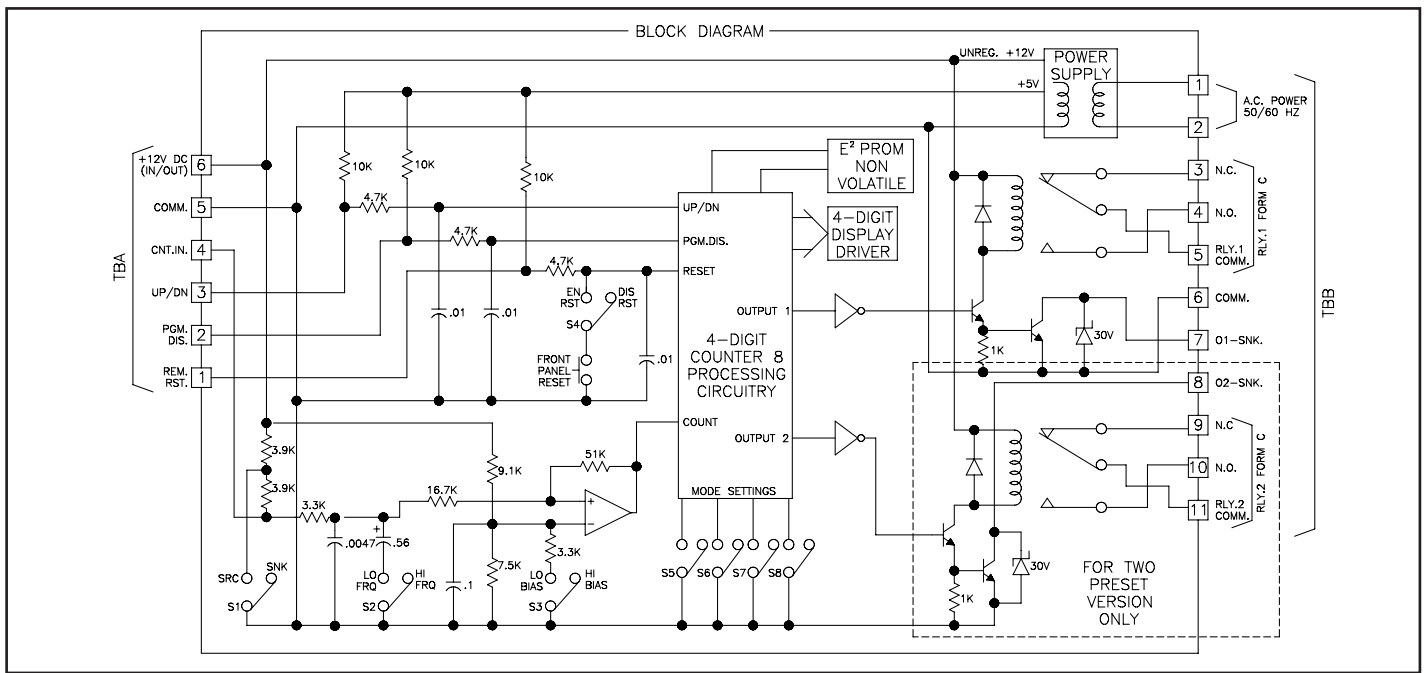 BLOCK DIAGRAM
UNREG. +12V
POWER
SUPPLY
+5V
1
2
A.C. POWER
50/60 HZ
TBA
+12V DC
(IN/OUT)
6
COMM.
5
CNT.IN.
4
UP/DN
3
PGM.
DIS.
2
REM.
RST.
1
10K
10K
10K
4.7K
4.7K
4.7K
.01
.01
.01
EN
RST
DIS
RST
S4
FRONT
PANEL
RESET
UP/DN
PGM.DIS.
RESET
OUTPUT 1
4-DIGIT
COUNTER 8
PROCESSING
CIRCUITRY
COUNT
OUTPUT 2
MODE SETTINGS
E² PROM
NON
VOLATILE
4-DIGIT
DISPLAY
DRIVER
3.9K
3.9K
3.3K
.0047
+
.56
16.7K
51K
9.1K
+
−
3.3K
7.5K
.1
SRC
SNK
S1
LO
FRQ
HI
FRQ
S2
LO
BIAS
HI
BIAS
S3
S5
S6
S7
S8
1K
30V
1K
30V
3
N.C.
4
N.O.
5
RLY.1
COMM.
RLY.1 FORM C
6
COMM.
7
O1-SNK.
8
O2-SNK.
9
N.C
10
N.O.
11
RLY.2
COMM.
RLY.2 FORM C
TBB
FOR TWO
PRESET
VERSION
ONLY